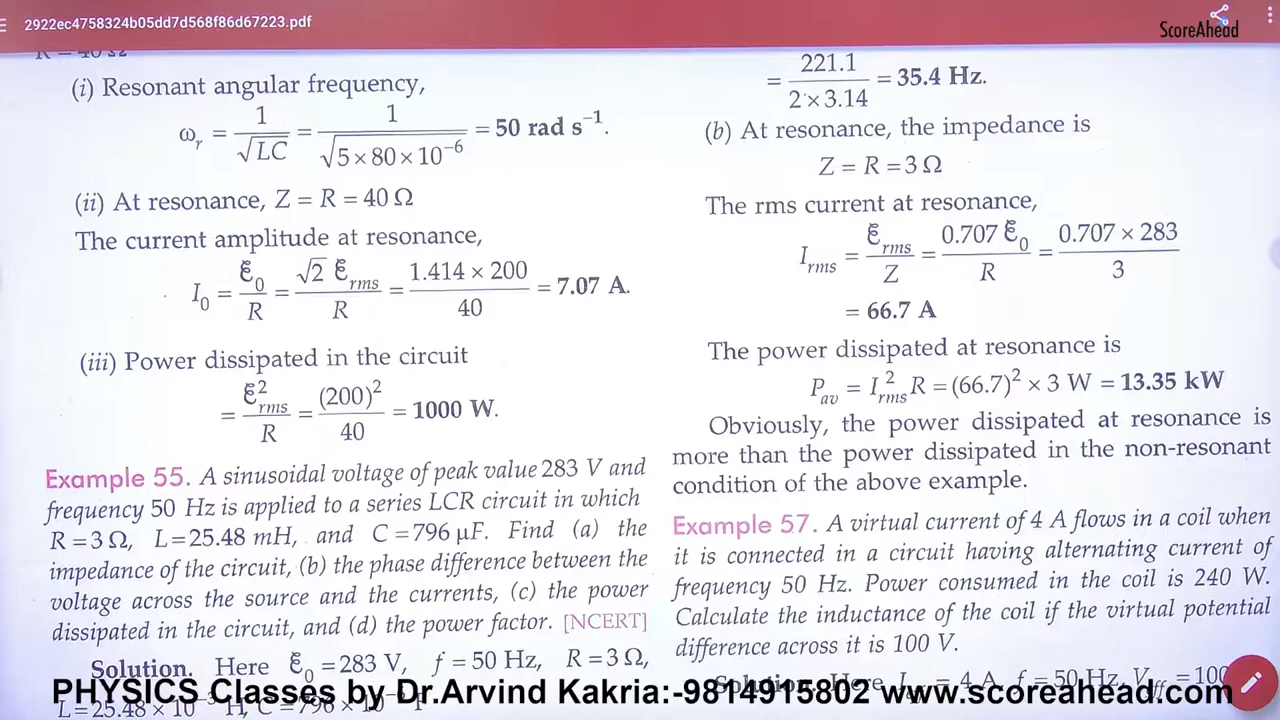 2922ec4758324b05dd7d568f86d67223.pdf
ScoreAhead
R = 40 Ω
(i) Resonant angular frequency,
ω_r = 1/√LC = 1/√5 × 80 × 10⁻⁶ = 50 rad s⁻¹.
(ii) At resonance, Z = R = 40 Ω
The current amplitude at resonance,
I₀ = ℰ₀/R = √2 ℰ_rms/R = 1.414 × 200/40 = 7.07 A.
(iii) Power dissipated in the circuit
= ℰ²_rms/R = (200)²/40 = 1000 W.
Example 55. A sinusoidal voltage of peak value 283 V and
frequency 50 Hz is applied to a series LCR circuit in which
R = 3 Ω, L = 25.48 mH, and C = 796 μF. Find (a) the
impedance of the circuit, (b) the phase difference between the
voltage across the source and the currents, (c) the power
dissipated in the circuit, and (d) the power factor. [NCERT]
Solution. Here ℰ₀ = 283 V, f = 50 Hz, R = 3 Ω,
= 221.1/2 × 3.14 = 35.4 Hz.
(b) At resonance, the impedance is
Z = R = 3 Ω
The rms current at resonance,
I_rms = ℰ_rms/Z = 0.707 ℰ₀/R = 0.707 × 283/3
= 66.7 A
The power dissipated at resonance is
P_av = I²_rms R = (66.7)² × 3 W = 13.35 kW
Obviously, the power dissipated at resonance is
more than the power dissipated in the non-resonant
condition of the above example.
Example 57. A virtual current of 4 A flows in a coil when
it is connected in a circuit having alternating current of
frequency 50 Hz. Power consumed in the coil is 240 W.
Calculate the inductance of the coil if the virtual potential
difference across it is 100 V.
PHYSICS Classes by Dr.Arvind Kakria:-9814915802 www.scoreahead.com